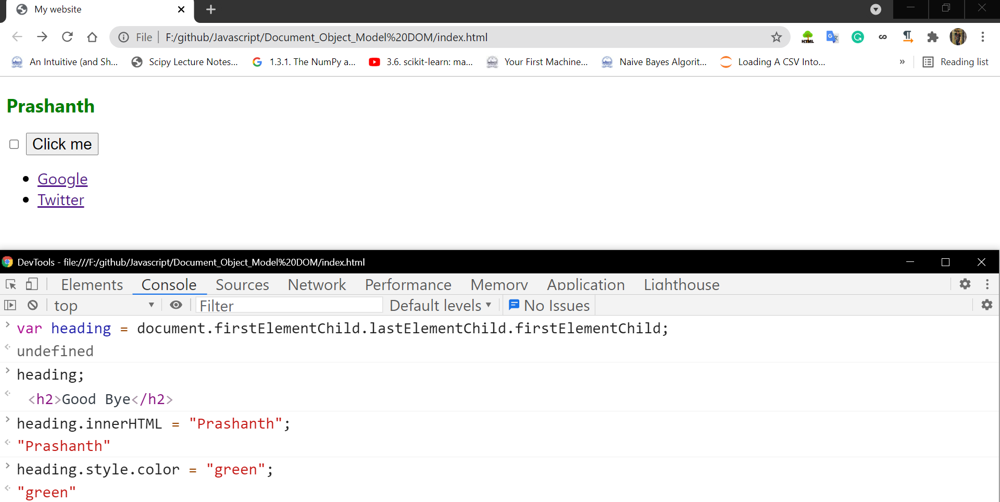 My website
File F:/github/Javascript/Document_Object_Model%20DOM/index.html
HTML
An Intuitive (and Sh... Scipy Lecture Notes... 1.3.1. The NumPy a... 3.6. scikit-learn: ma... Your First Machine... Naive Bayes Algorit... Loading A CSV Into... » Reading list
Prashanth
Click me
Google
Twitter
DevTools - file:///F:/github/Javascript/Document_Object_Model%20DOM/index.html
Elements Console Sources Network Performance Memory Application Lighthouse
top Filter Default levels No Issues
var heading = document.firstElementChild.lastElementChild.firstElementChild;
undefined
heading;
<h2>Good Bye</h2>
heading.innerHTML = "Prashanth";
"Prashanth"
heading.style.color = "green";
"green"